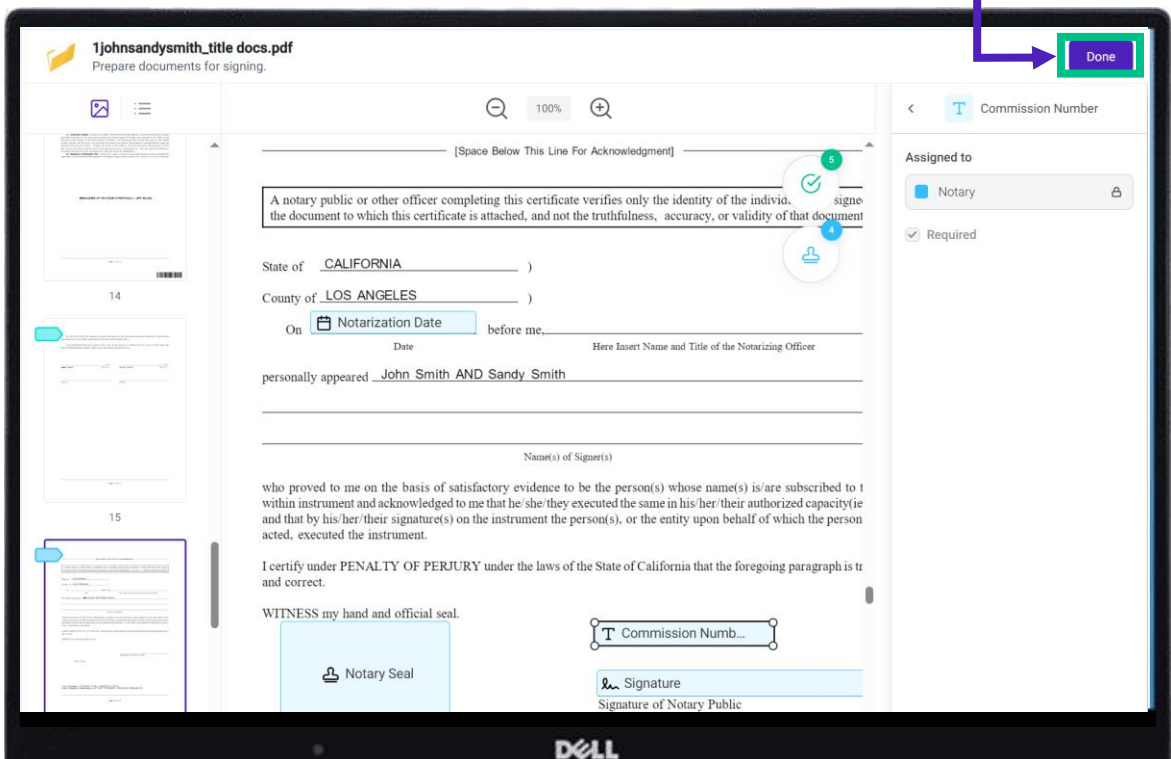 1johnsandysmith_title docs.pdf
Prepare documents for signing.
Done
100%
Commission Number
Assigned to
Notary
Required
14
15
5
4
[Space Below This Line For Acknowledgment]
A notary public or other officer completing this certificate verifies only the identity of the individ signe
the document to which this certificate is attached, and not the truthfulness, accuracy, or validity of that document
State of CALIFORNIA )
County of LOS ANGELES )
On Notarization Date before me,
Date Here Insert Name and Title of the Notarizing Officer
personally appeared John Smith AND Sandy Smith
Name(s) of Signer(s)
who proved to me on the basis of satisfactory evidence to be the person(s) whose name(s) is/are subscribed to t
within instrument and acknowledged to me that he/she/they executed the same in his/her/their authorized capacity(ie
and that by his/her/their signature(s) on the instrument the person(s), or the entity upon behalf of which the person
acted, executed the instrument.
I certify under PENALTY OF PERJURY under the laws of the State of California that the foregoing paragraph is tr
and correct.
WITNESS my hand and official seal.
T Commission Numb...
Notary Seal
Signature
Signature of Notary Public
DELL